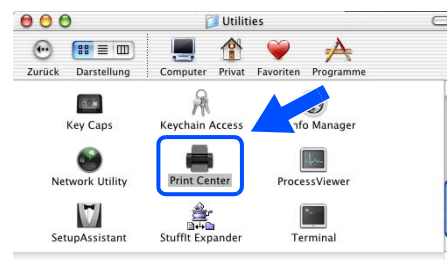 Utilities
Zurück Darstellung Computer Privat Favoriten Programme
Key Caps Keychain Access Info Manager
Network Utility Print Center ProcessViewer
SetupAssistant StuffIt Expander Terminal